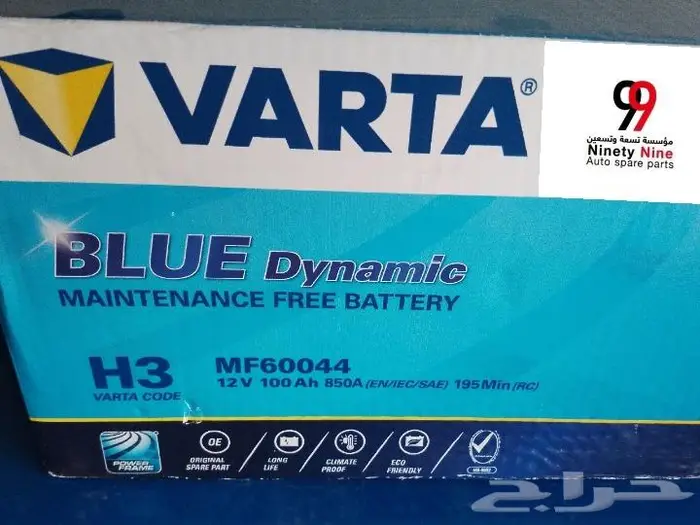 VARTA®
99
مؤسسة تسعة وتسعين
Ninety Nine
Auto spare parts
BLUE Dynamic
MAINTENANCE FREE BATTERY
H3
VARTA CODE
MF60044
12V 100Ah 850A (EN/IEC/SAE) 195Min (RC)
POWER
FRAME
OE
ORIGINAL
SPARE PART
LONG
LIFE
CLIMATE
PROOF
ECO
FRIENDLY
حراج